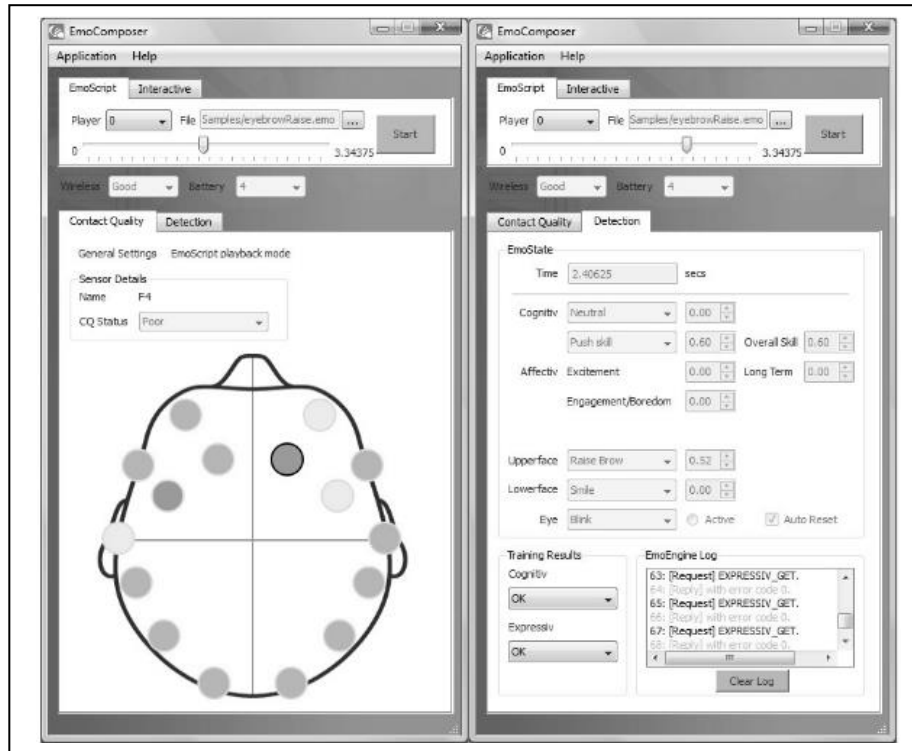 EmoComposer
Application Help
EmoScript Interactive
Player 0 File Samples/eyebrowRaise.emo ... Start
0 3.34375
Wireless Good Battery 4
Contact Quality Detection
General Settings EmoScript playback mode
Sensor Details
Name F4
CQ Status Poor
EmoComposer
Application Help
EmoScript Interactive
Player 0 File Samples/eyebrowRaise.emo ... Start
0 3.34375
Wireless Good Battery 4
Contact Quality Detection
EmoState
Time 2.40625 secs
Cognitiv Neutral 0.00
Push skill 0.60 Overall Skill 0.60
Affectiv Excitement 0.00 Long Term 0.00
Engagement/Boredom 0.00
Upperface Raise Brow 0.52
Lowerface Smile 0.00
Eye Blink Active Auto Reset
Training Results
Cognitiv
OK
Expressiv
OK
EmoEngine Log
63: [Request] EXPRESSIV_GET.
64: [Reply] with error code 0.
65: [Request] EXPRESSIV_GET.
66: [Reply] with error code 0.
67: [Request] EXPRESSIV_GET.
68: [Reply] with error code 0.
Clear Log